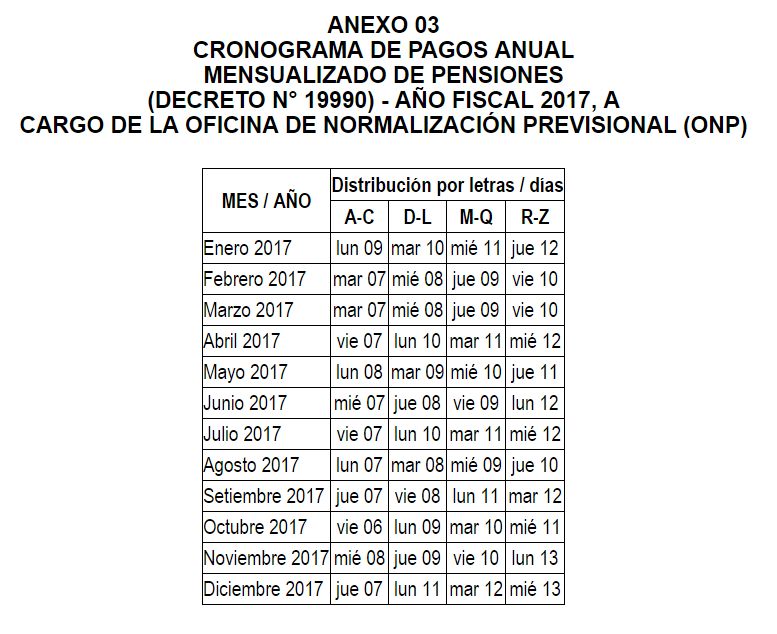 ANEXO 03
CRONOGRAMA DE PAGOS ANUAL
MENSUALIZADO DE PENSIONES
(DECRETO N° 19990) - AÑO FISCAL 2017, A
CARGO DE LA OFICINA DE NORMALIZACIÓN PREVISIONAL (ONP)
MES / AÑO Distribución por letras / días
A-C D-L M-Q R-Z
Enero 2017 lun 09 mar 10 mié 11 jue 12
Febrero 2017 mar 07 mié 08 jue 09 vie 10
Marzo 2017 mar 07 mié 08 jue 09 vie 10
Abril 2017 vie 07 lun 10 mar 11 mié 12
Mayo 2017 lun 08 mar 09 mié 10 jue 11
Junio 2017 mié 07 jue 08 vie 09 lun 12
Julio 2017 vie 07 lun 10 mar 11 mié 12
Agosto 2017 lun 07 mar 08 mié 09 jue 10
Setiembre 2017 jue 07 vie 08 lun 11 mar 12
Octubre 2017 vie 06 lun 09 mar 10 mié 11
Noviembre 2017 mié 08 jue 09 vie 10 lun 13
Diciembre 2017 jue 07 lun 11 mar 12 mié 13